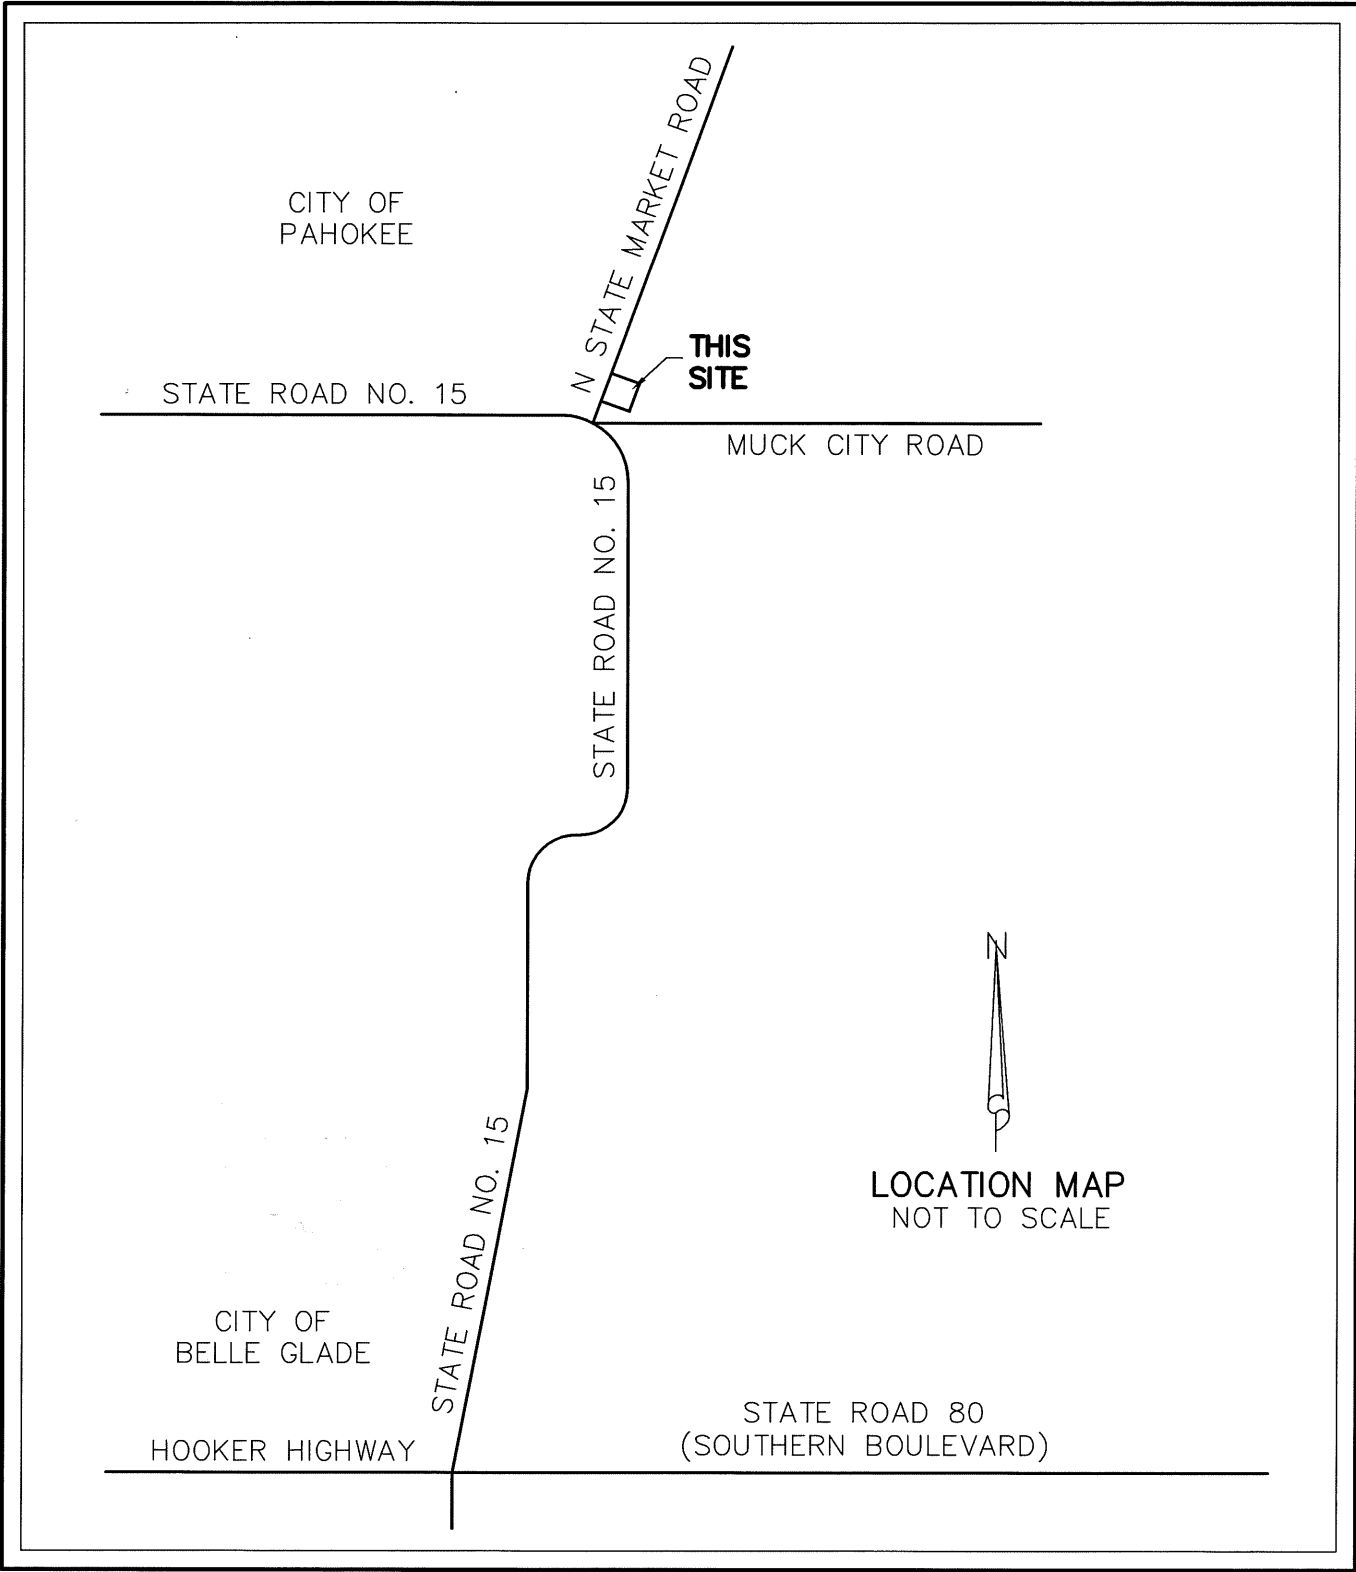 N STATE MARKET ROAD
CITY OF
PAHOKEE
THIS
SITE
STATE ROAD NO. 15
MUCK CITY ROAD
STATE ROAD NO. 15
N
STATE ROAD NO. 15
LOCATION MAP
NOT TO SCALE
CITY OF
BELLE GLADE
STATE ROAD 80
(SOUTHERN BOULEVARD)
HOOKER HIGHWAY